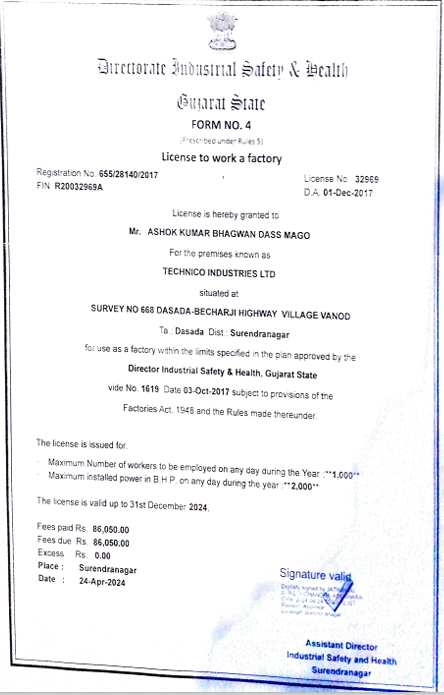 Directorate Industrial Safety & Health
Gujarat State
FORM NO. 4
(Prescribed under Rules 5)
License to work a factory
Registration No. 655/28140/2017
License No. 32969
FIN R20032969A
D.A. 01-Dec-2017
License is hereby granted to
Mr. ASHOK KUMAR BHAGWAN DASS MAGO
For the premises known as
TECHNICO INDUSTRIES LTD
situated at
SURVEY NO 668 DASADA-BECHARJI HIGHWAY VILLAGE VANOD
Ta.: Dasada Dist.: Surendranagar
for use as a factory within the limits specified in the plan approved by the
Director Industrial Safety & Health, Gujarat State
vide No. 1619 Date 03-Oct-2017 subject to provisions of the
Factories Act, 1948 and the Rules made thereunder.
The license is issued for:
Maximum Number of workers to be employed on any day during the Year :**1,000**
Maximum installed power in B.H.P. on any day during the year :**2,000**
The license is valid up to 31st December 2024.
Fees paid Rs. 86,050.00
Fees due Rs. 86,050.00
Excess Rs. 0.00
Place : Surendranagar
Date : 24-Apr-2024
Signature valid
Digitally signed by
Assistant Director
Industrial Safety and Health
Surendranagar